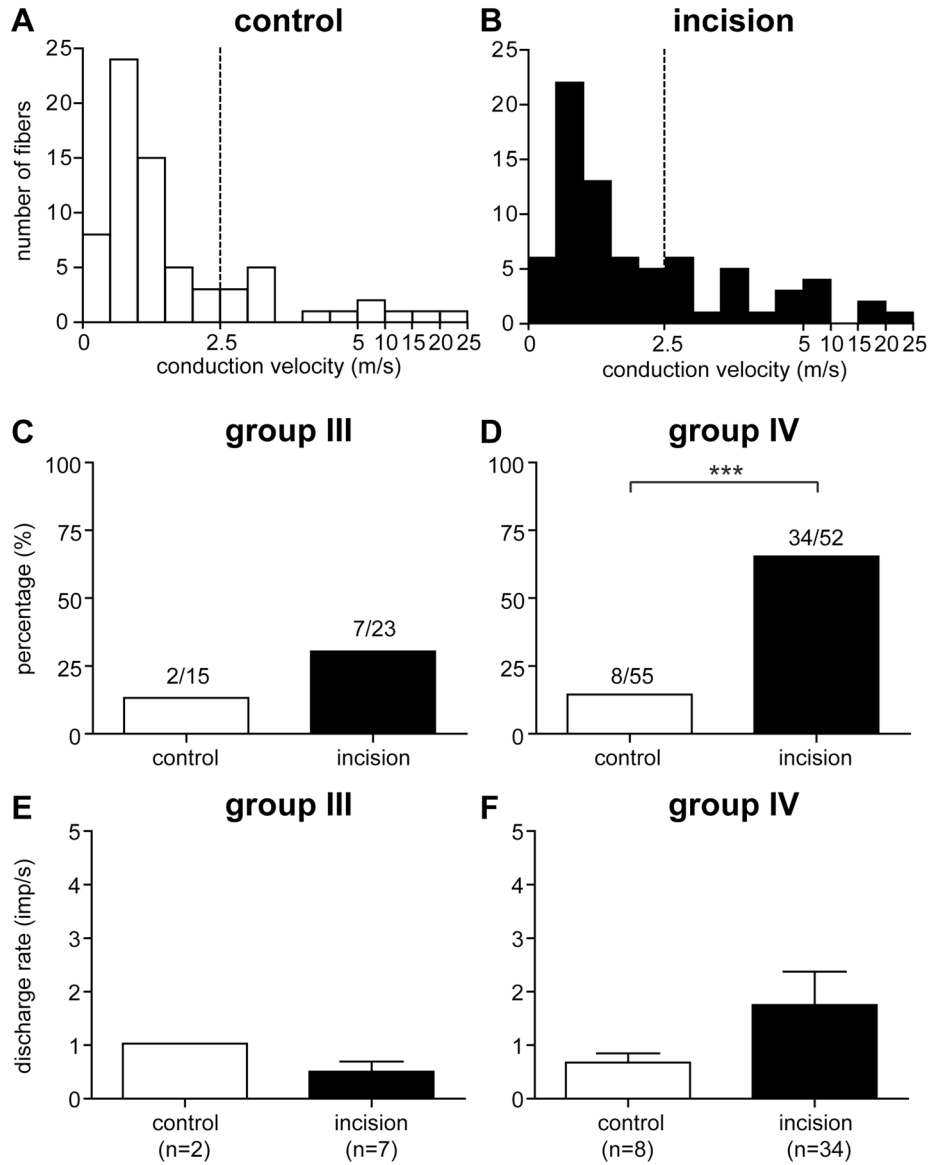 A control
number of fibers
25
20
15
10
5
0
0 2.5 5 10 15 20 25
conduction velocity (m/s)
B incision
25
20
15
10
5
0
0 2.5 5 10 15 20 25
conduction velocity (m/s)
C group III
percentage (%)
100
75
50
25
0
2/15
7/23
control incision
D group IV
100
75
50
25
0
***
8/55
34/52
control incision
E group III
discharge rate (imp/s)
5
4
3
2
1
0
control incision
(n=2) (n=7)
F group IV
5
4
3
2
1
0
control incision
(n=8) (n=34)